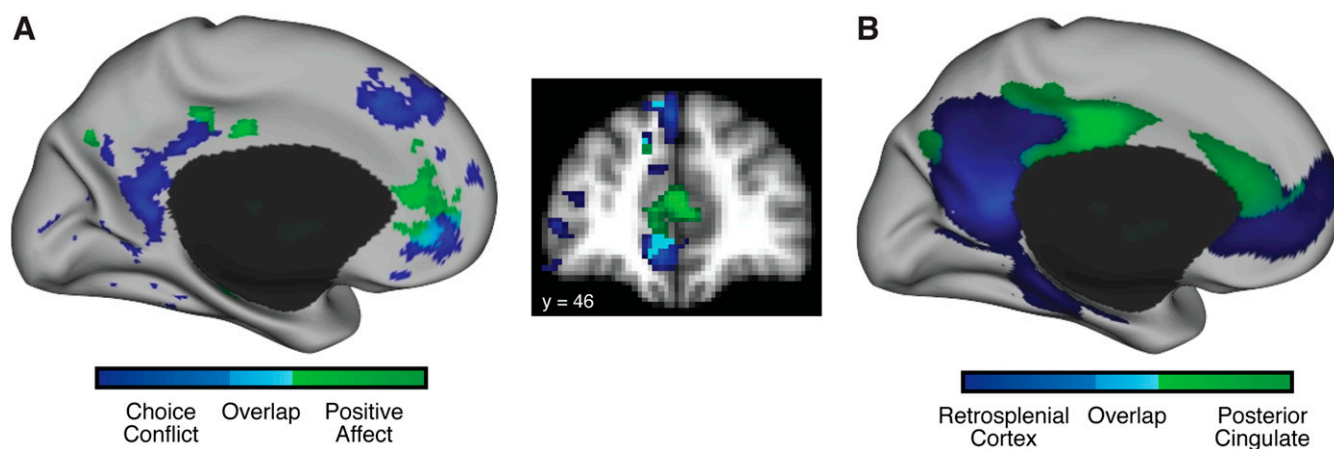 A
B
y = 46
Choice Conflict
Overlap
Positive Affect
Retrosplenial Cortex
Overlap
Posterior Cingulate